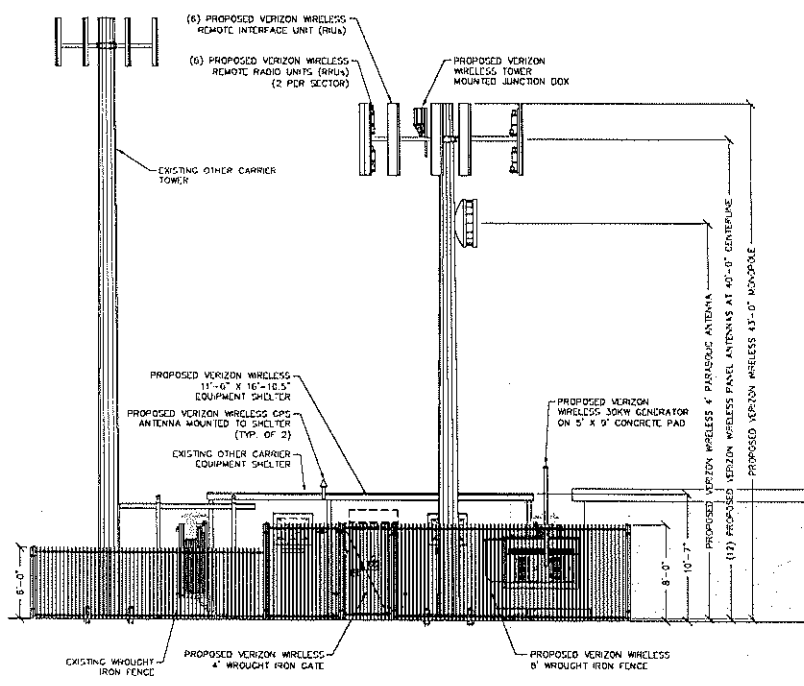 (6) PROPOSED VERIZON WIRELESS
REMOTE INTERFACE UNIT (RIUs)
(6) PROPOSED VERIZON WIRELESS
REMOTE RADIO UNITS (RRUs)
(2 PER SECTOR)
PROPOSED VERIZON
WIRELESS TOWER
MOUNTED JUNCTION BOX
EXISTING OTHER CARRIER
TOWER
PROPOSED VERIZON WIRELESS
11'-6" X 16'-10.5"
EQUIPMENT SHELTER
PROPOSED VERIZON WIRELESS GPS
ANTENNA MOUNTED TO SHELTER
(TYP. OF 2)
EXISTING OTHER CARRIER
EQUIPMENT SHELTER
PROPOSED VERIZON
WIRELESS 30KW GENERATOR
ON 5' X 9' CONCRETE PAD
PROPOSED VERIZON WIRELESS 4' PARABOLIC ANTENNA
(12) PROPOSED VERIZON WIRELESS PANEL ANTENNAS AT 40'-0" CENTERLINE
PROPOSED VERIZON WIRELESS 43'-0" MONOPOLE
6'-0"
8'-0"
10'-7"
EXISTING WROUGHT
IRON FENCE
PROPOSED VERIZON WIRELESS
4' WROUGHT IRON GATE
PROPOSED VERIZON WIRELESS
8' WROUGHT IRON FENCE